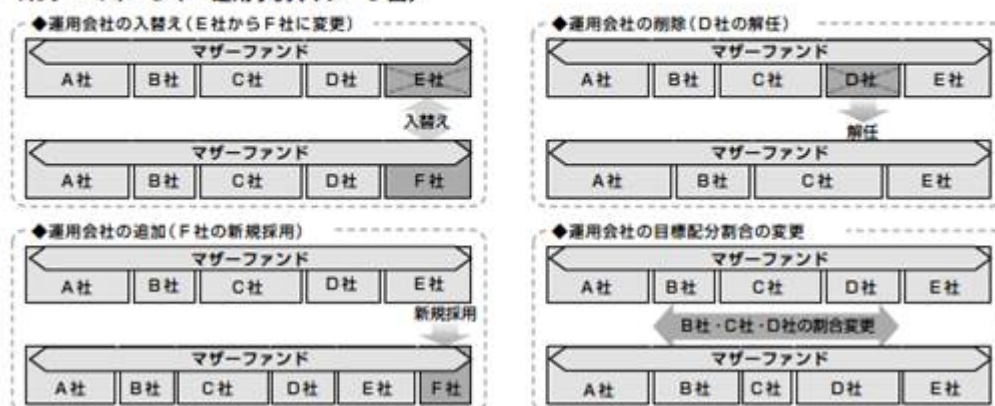 ◆運用会社の入替え(E社からF社に変更)
マザーファンド
A社 B社 C社 D社 E社
入替え
マザーファンド
A社 B社 C社 D社 F社
◆運用会社の削除(D社の解任)
マザーファンド
A社 B社 C社 D社 E社
解任
マザーファンド
A社 B社 C社 E社
◆運用会社の追加(F社の新規採用)
マザーファンド
A社 B社 C社 D社 E社
新規採用
マザーファンド
A社 B社 C社 D社 E社 F社
◆運用会社の目標配分割合の変更
マザーファンド
A社 B社 C社 D社 E社
B社・C社・D社の割合変更
マザーファンド
A社 B社 C社 D社 E社